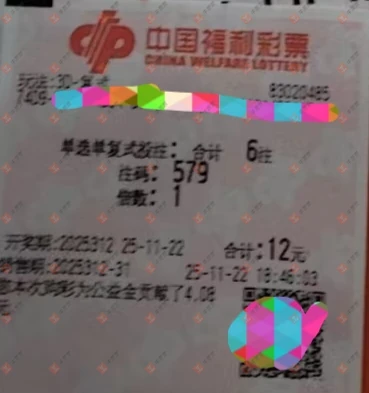 中国福利彩票
CHINA WELFARE LOTTERY
玩法:3D-复式
83020485
单选单复式投注: 合计 6注
注码: 579
倍数: 1
开奖期:2025312 25-11-22 合计:12元
销售期:2025312-31 25-11-22 18:46:03
您本次购彩为公益金贡献了4.08
元